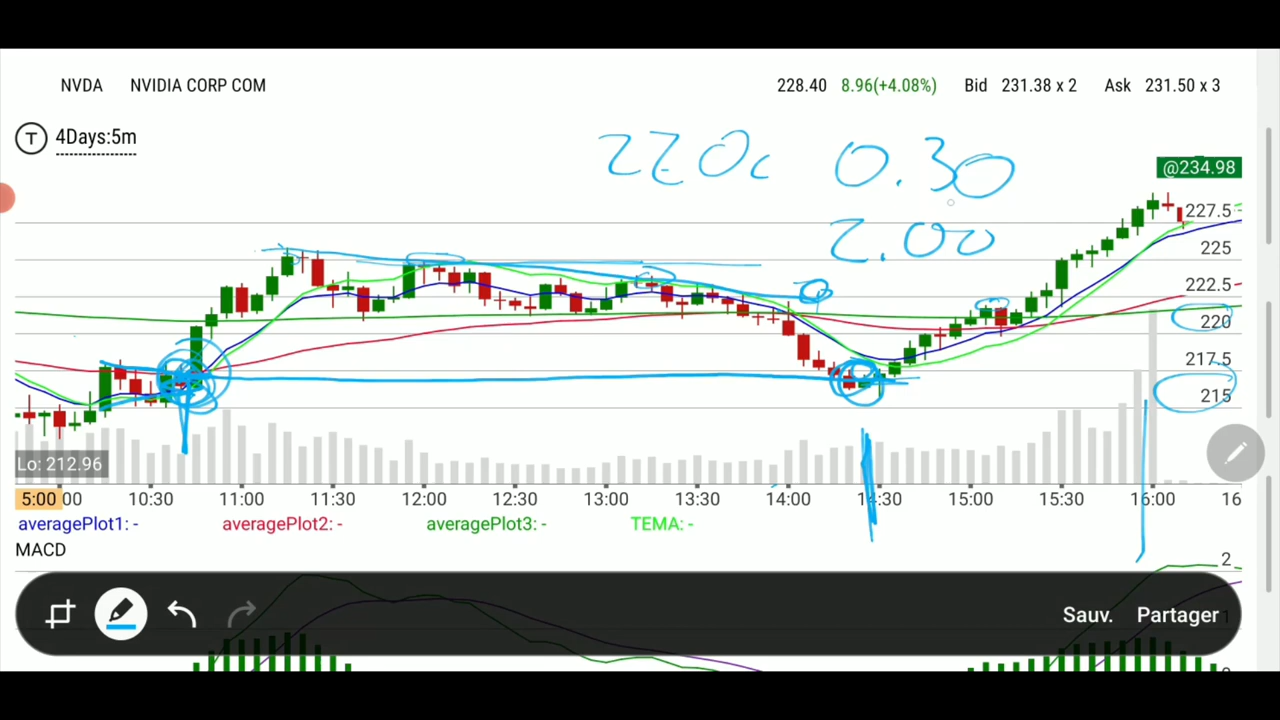 NVDA NVIDIA CORP COM 228.40 8.96(+4.08%) Bid 231.38 x 2 Ask 231.50 x 3
T 4Days:5m
220c 0.30
@234.98
2.00
227.5
225
222.5
220
217.5
215
Lo: 212.96
5:00 :00 10:30 11:00 11:30 12:00 12:30 13:00 13:30 14:00 14:30 15:00 15:30 16:00 16
averagePlot1: - averagePlot2: - averagePlot3: - TEMA: -
MACD
2
Sauv. Partager